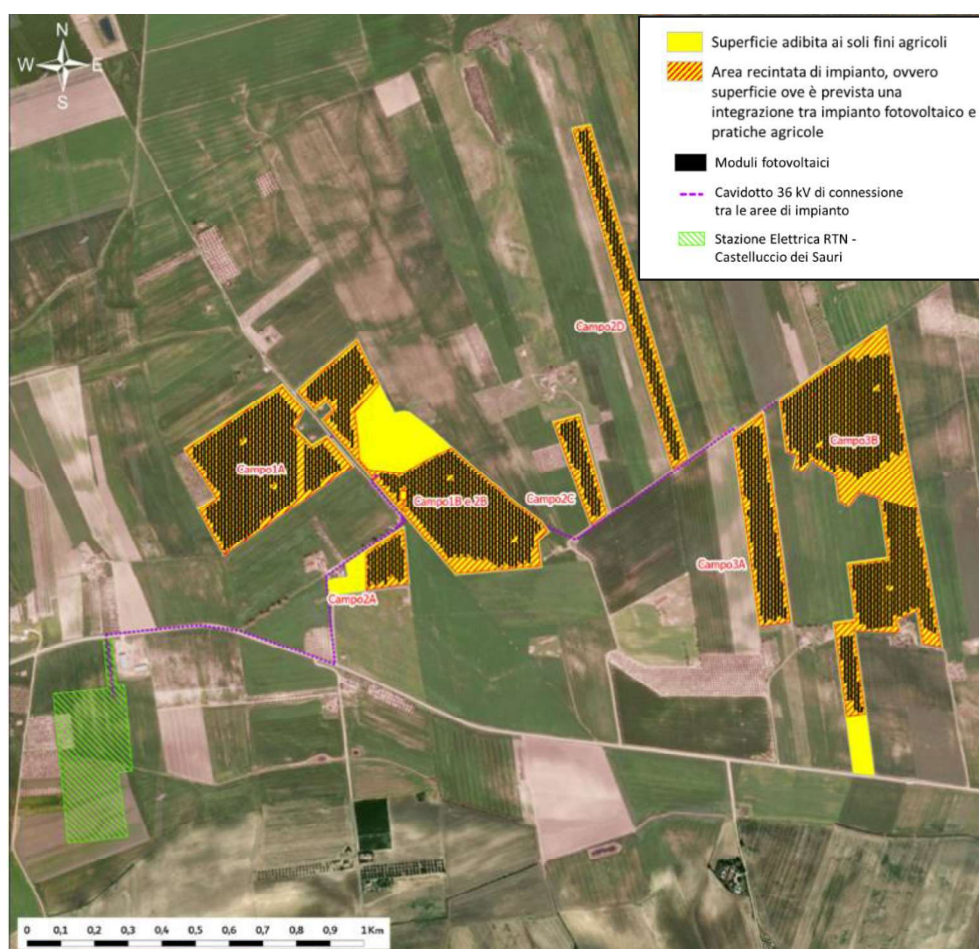 N
W E
S
Superficie adibita ai soli fini agricoli
Area recintata di impianto, ovvero
superficie ove è prevista una
integrazione tra impianto fotovoltaico e
pratiche agricole
Moduli fotovoltaici
Cavidotto 36 kV di connessione
tra le aree di impianto
Stazione Elettrica RTN -
Castelluccio dei Sauri
Campo2D
Campo3B
Campo1A
Campo1B e 2B
Campo2C
Campo3A
Campo2A
0 0,1 0,2 0,3 0,4 0,5 0,6 0,7 0,8 0,9 1 Km